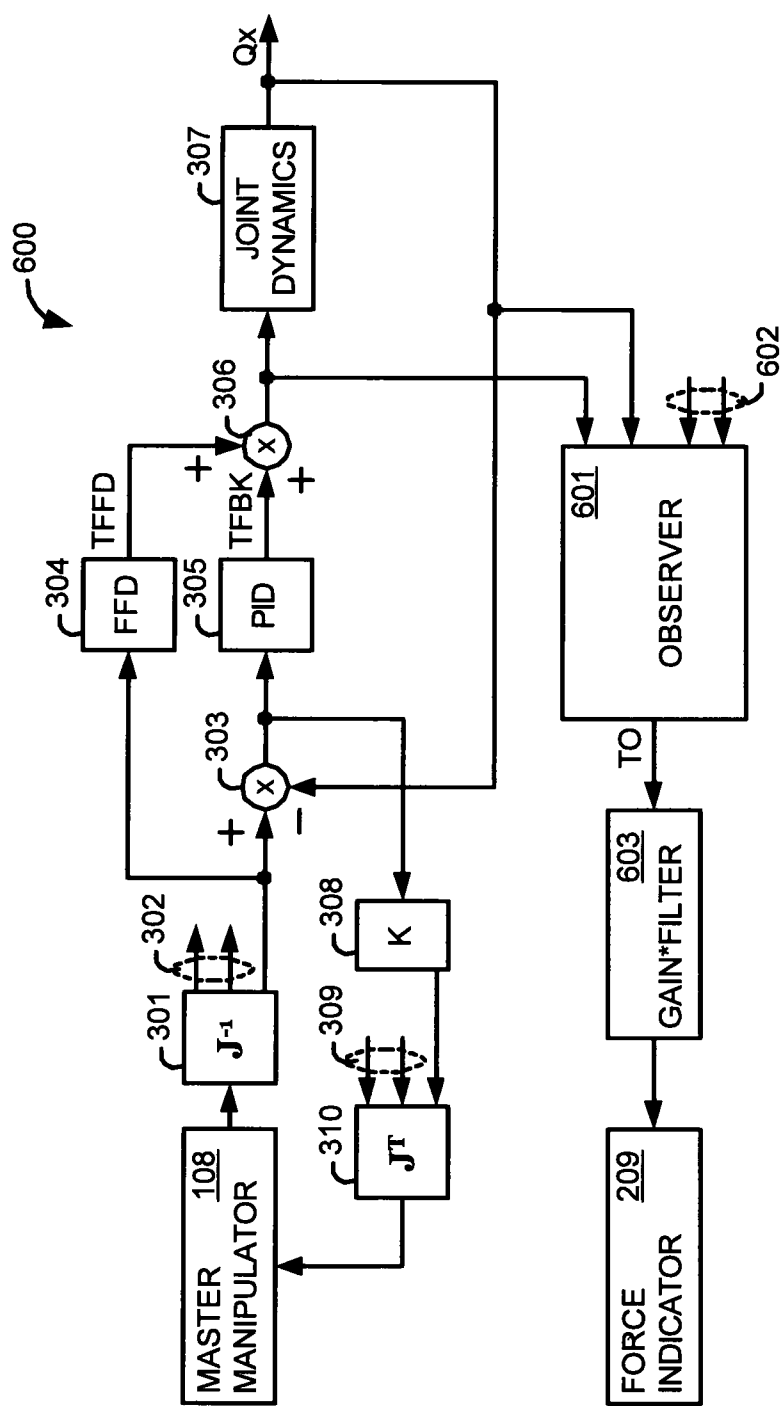 600
MASTER
MANIPULATOR
108
301
J-1
302
+
−
303
X
304
FFD
TFFD
305
PID
TFBK
+
+
306
X
307
JOINT
DYNAMICS
Qx
310
JT
309
308
K
FORCE
INDICATOR
209
603
GAIN*FILTER
TO
601
OBSERVER
602